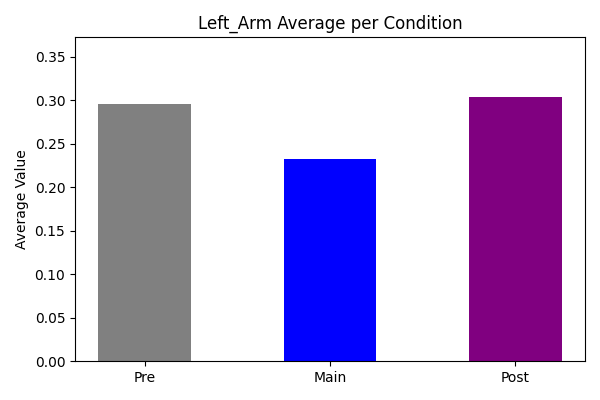 Left_Arm Average per Condition
Average Value
0.35
0.30
0.25
0.20
0.15
0.10
0.05
0.00
Pre
Main
Post